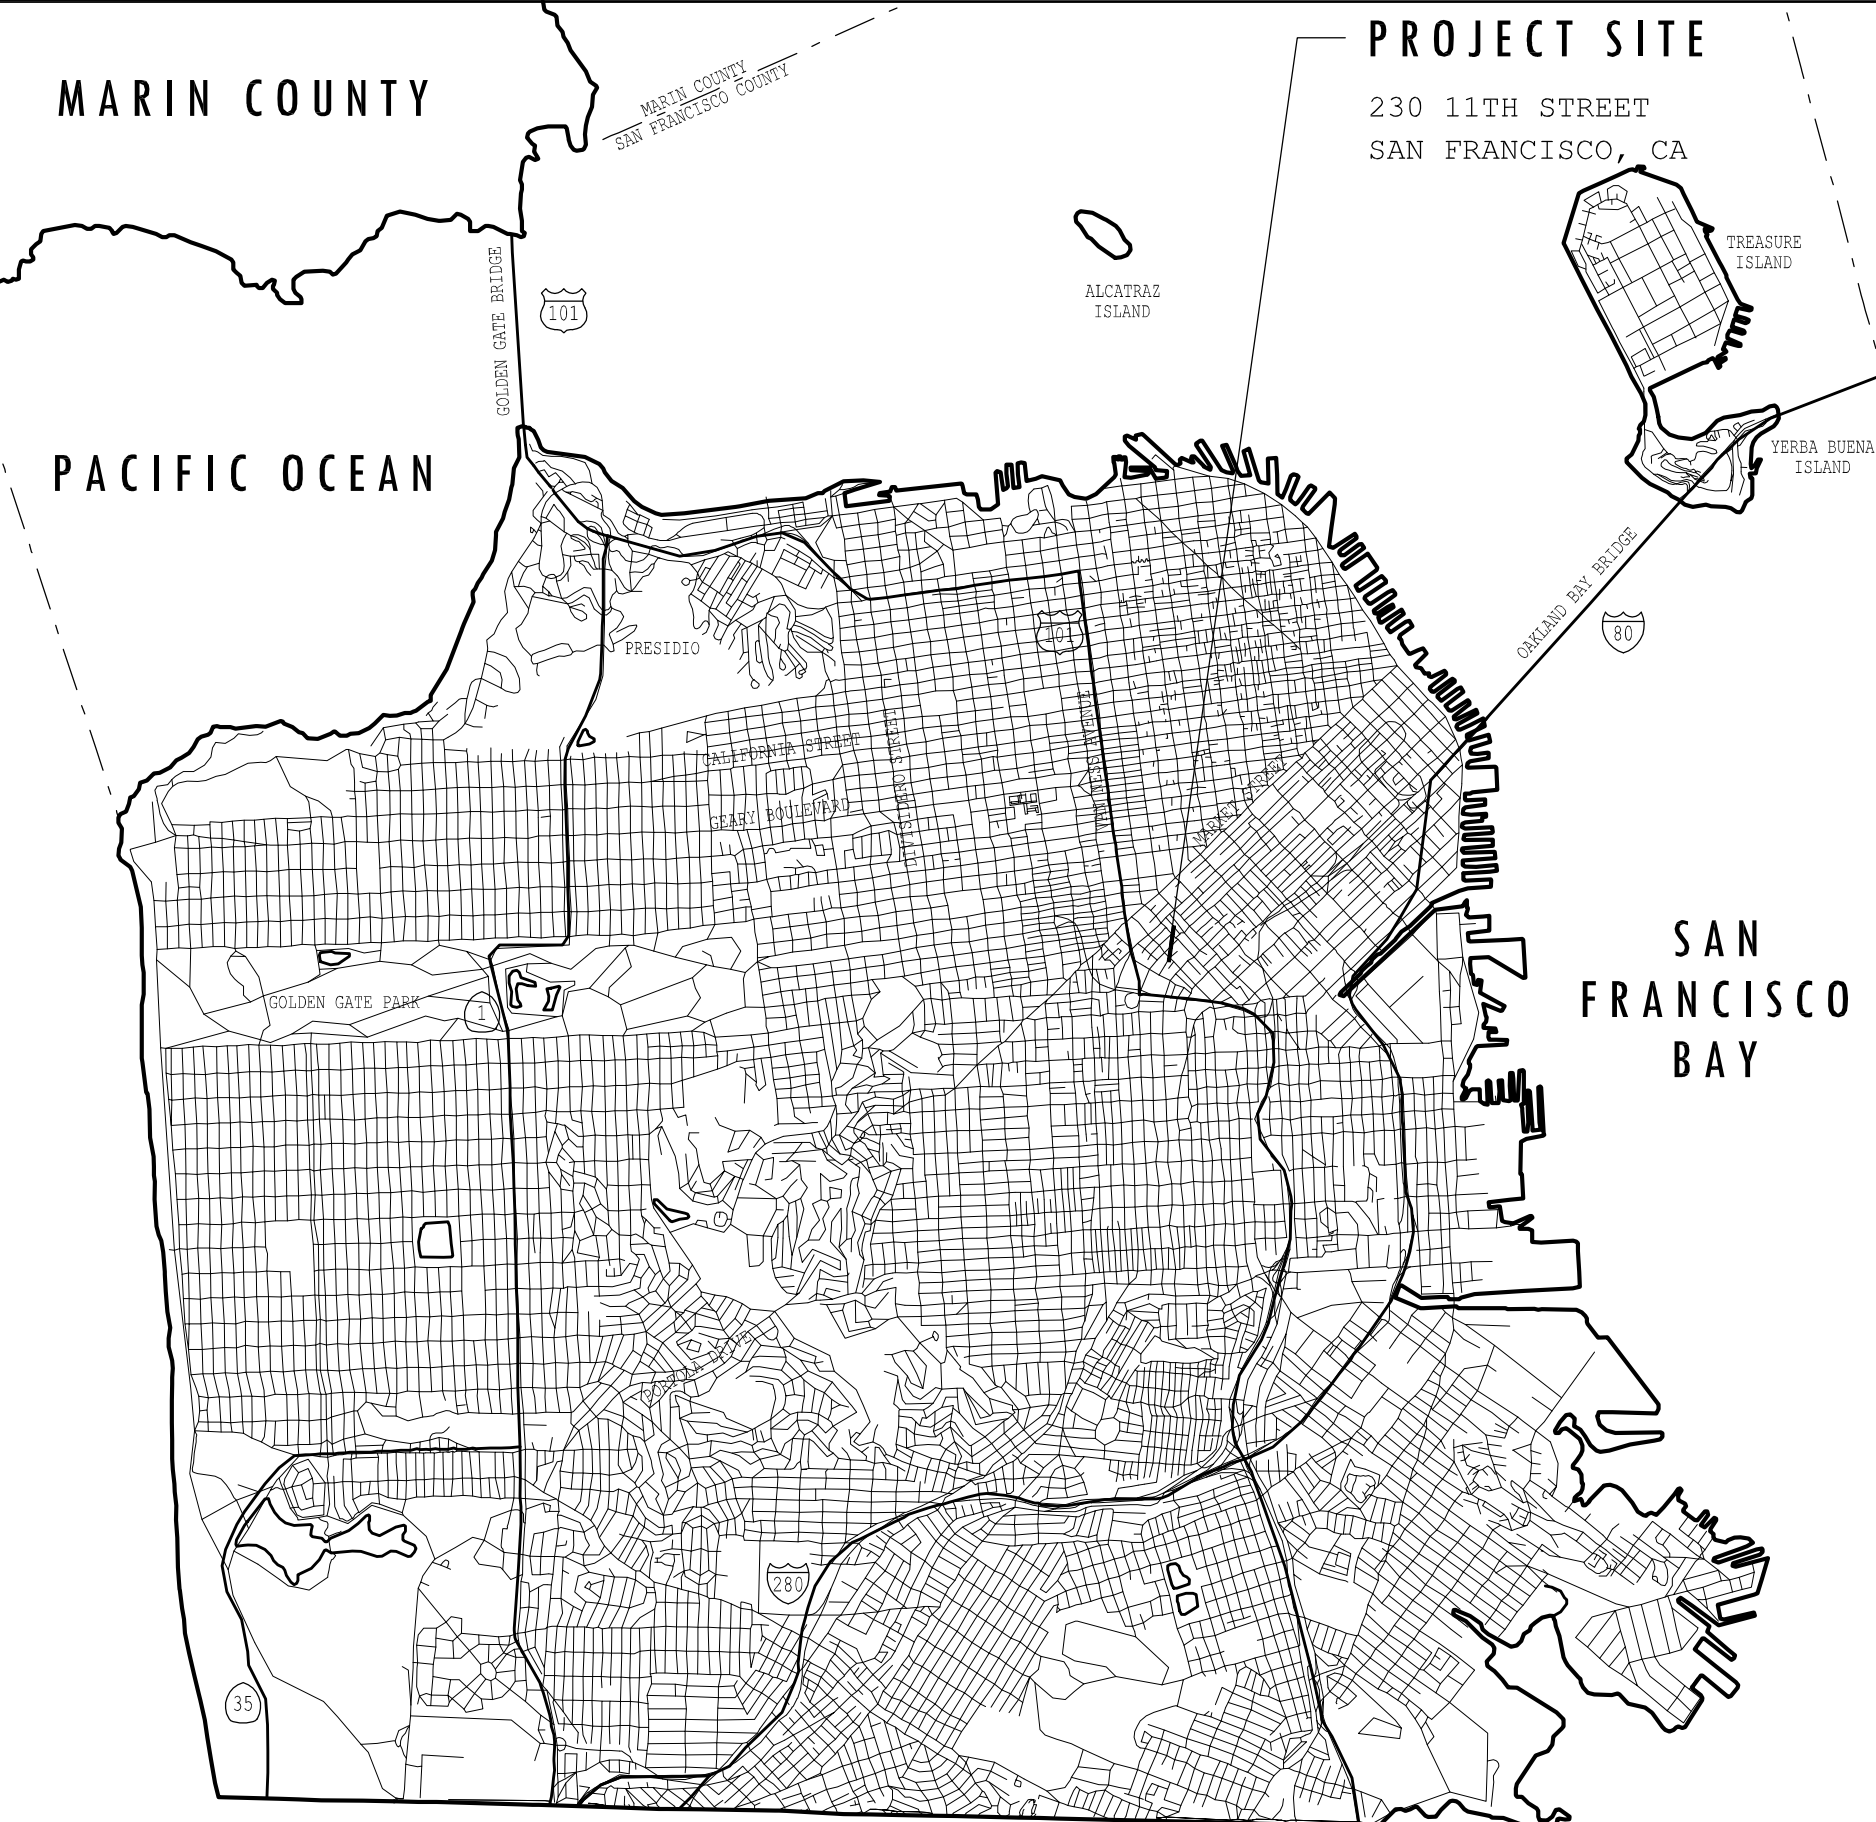 PROJECT SITE
230 11TH STREET
SAN FRANCISCO, CA
MARIN COUNTY
MARIN COUNTY
SAN FRANCISCO COUNTY
TREASURE
ISLAND
ALCATRAZ
ISLAND
GOLDEN GATE BRIDGE
101
PACIFIC OCEAN
YERBA BUENA
ISLAND
OAKLAND BAY BRIDGE
80
101
PRESIDIO
CALIFORNIA STREET
GEARY BOULEVARD
DIVISIDERO STREET
VAN NESS AVENUE
MARKET STREET
SAN
FRANCISCO
BAY
GOLDEN GATE PARK
1
PORTOLA DRIVE
280
35